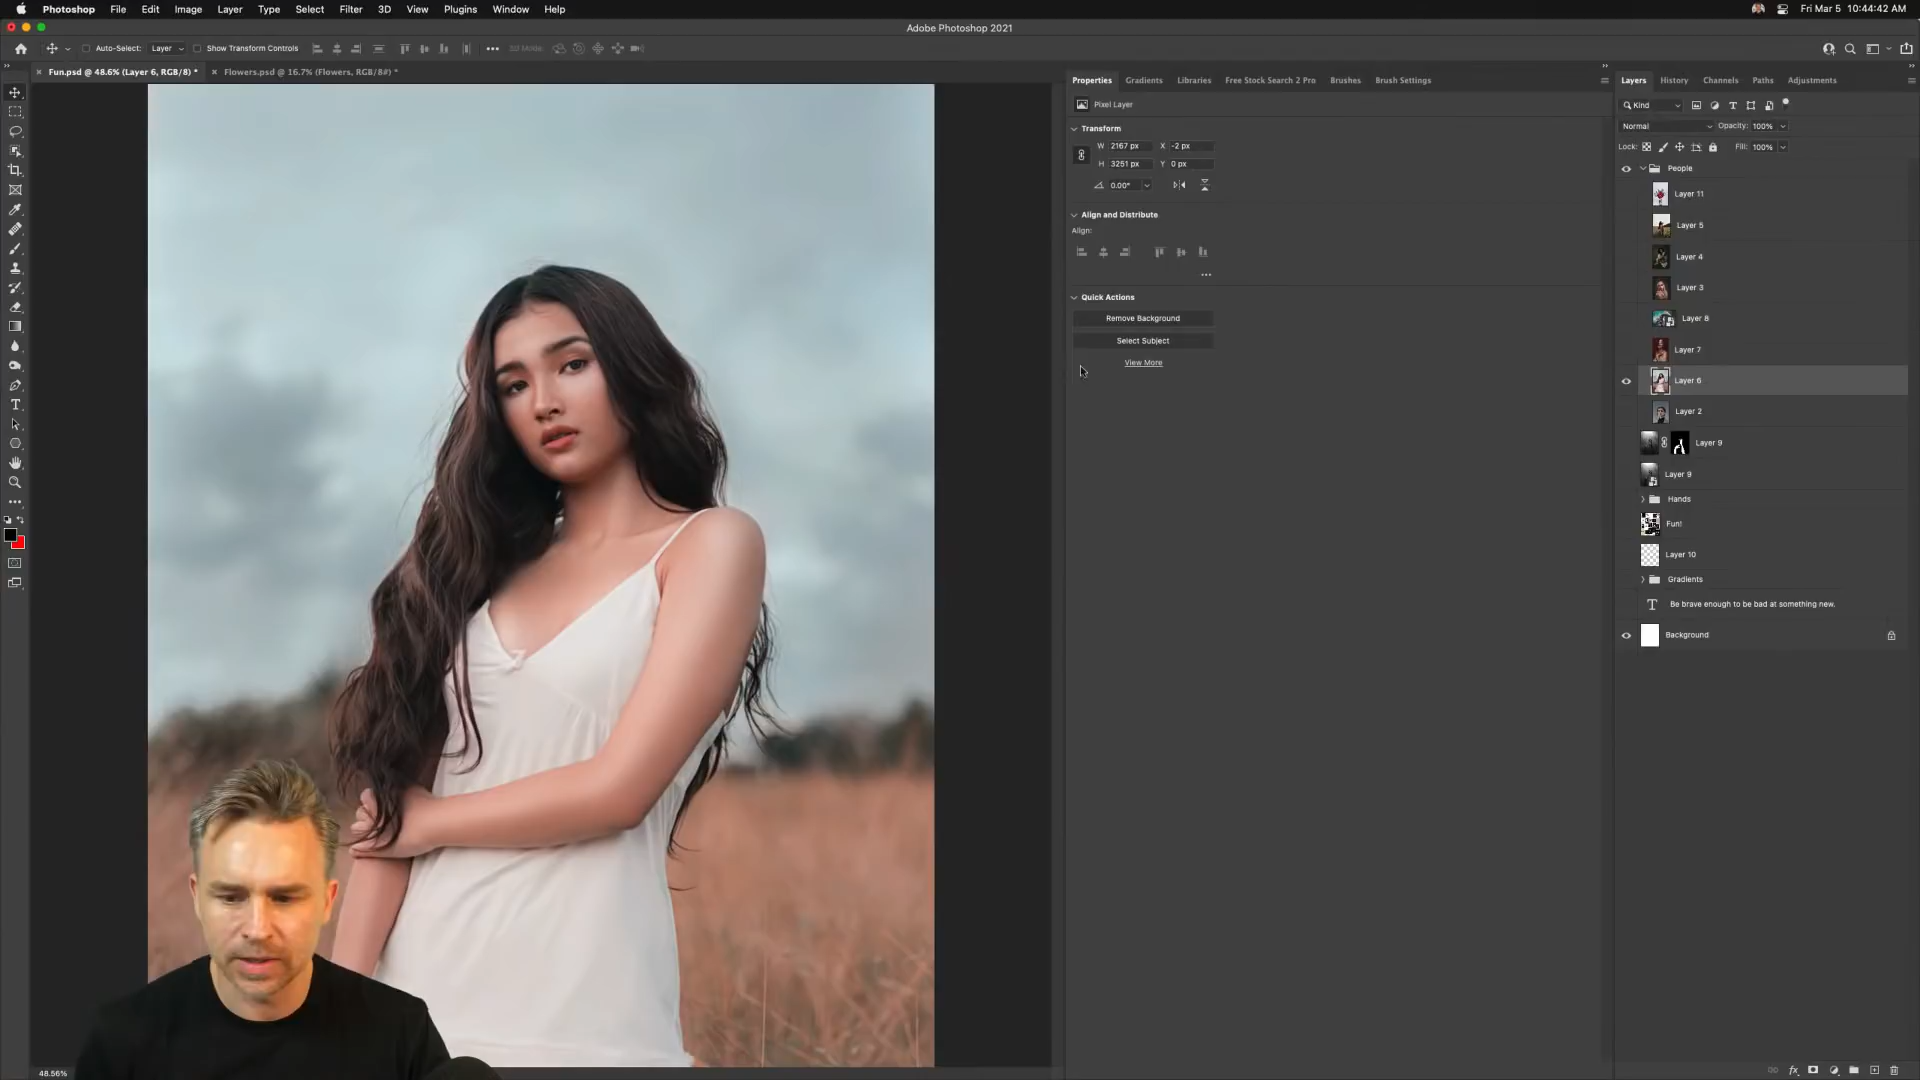 Photoshop File Edit Image Layer Type Select Filter 3D View Plugins Window Help
Fri Mar 5 10:44:42 AM
Adobe Photoshop 2021
Auto-Select: Layer Show Transform Controls
3D Mode:
Fun.psd @ 48.6% (Layer 6, RGB/8) *
Flowers.psd @ 16.7% (Flowers, RGB/8#) *
Properties Gradients Libraries Free Stock Search 2 Pro Brushes Brush Settings
Pixel Layer
Transform
W 2167 px X -2 px
H 3251 px Y 0 px
0.00°
Align and Distribute
Align:
Quick Actions
Remove Background
Select Subject
View More
Layers History Channels Paths Adjustments
Kind
Normal Opacity: 100%
Lock: Fill: 100%
People
Layer 11
Layer 5
Layer 4
Layer 3
Layer 8
Layer 7
Layer 6
Layer 2
Layer 9
Layer 9
Hands
Fun!
Layer 10
Gradients
Be brave enough to be bad at something new.
Background
48.56%